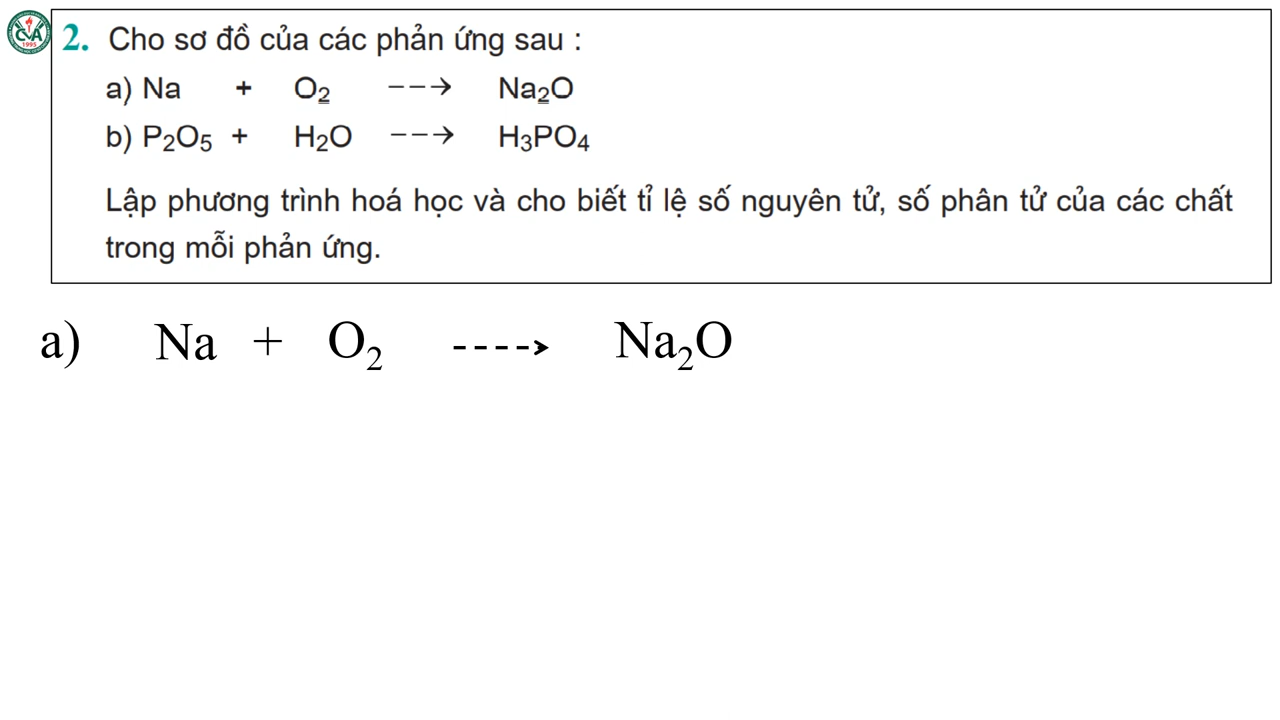 CVA
1995
2. Cho sơ đồ của các phản ứng sau :
a) Na + O₂ ---> Na₂O
b) P₂O₅ + H₂O ---> H₃PO₄
Lập phương trình hoá học và cho biết tỉ lệ số nguyên tử, số phân tử của các chất
trong mỗi phản ứng.
a) Na + O₂ ----> Na₂O